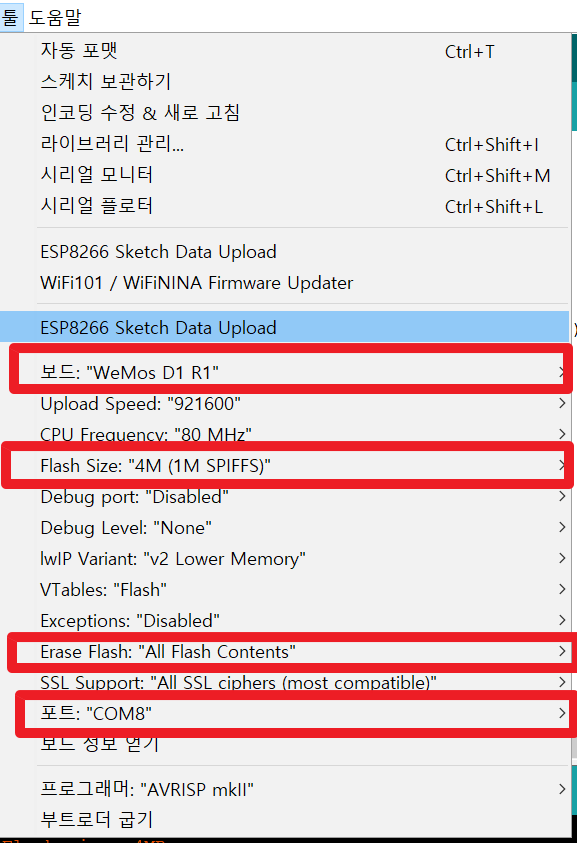 툴 도움말
자동 포맷 Ctrl+T
스케치 보관하기
인코딩 수정 & 새로 고침
라이브러리 관리... Ctrl+Shift+I
시리얼 모니터 Ctrl+Shift+M
시리얼 플로터 Ctrl+Shift+L
ESP8266 Sketch Data Upload
WiFi101 / WiFiNINA Firmware Updater
ESP8266 Sketch Data Upload
보드: "WeMos D1 R1"
Upload Speed: "921600"
CPU Frequency: "80 MHz"
Flash Size: "4M (1M SPIFFS)"
Debug port: "Disabled"
Debug Level: "None"
lwIP Variant: "v2 Lower Memory"
VTables: "Flash"
Exceptions: "Disabled"
Erase Flash: "All Flash Contents"
SSL Support: "All SSL ciphers (most compatible)"
포트: "COM8"
보드 정보 얻기
프로그래머: "AVRISP mkII"
부트로더 굽기